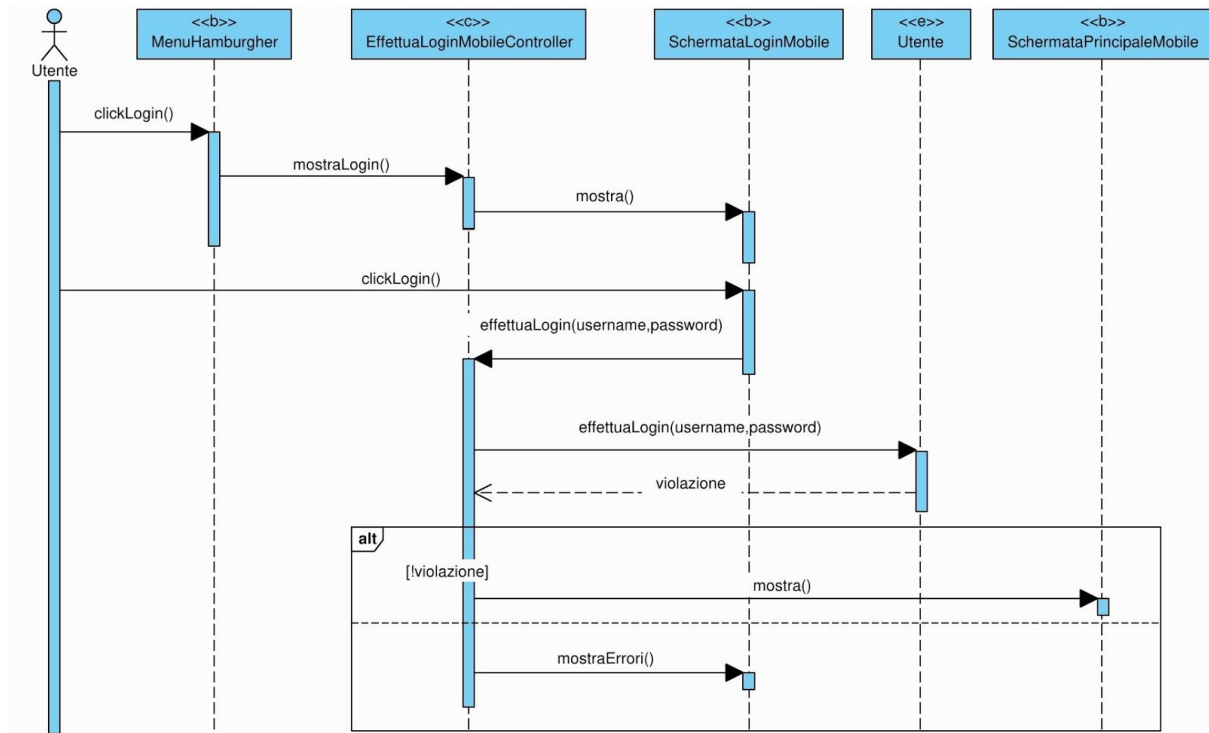 <<b>>
<<c>>
<<b>>
<<e>>
<<b>>
MenuHamburgher
EffettuaLoginMobileController
SchermataLoginMobile
Utente
SchermataPrincipaleMobile
Utente
clickLogin()
mostraLogin()
mostra()
clickLogin()
effettuaLogin(username,password)
effettuaLogin(username,password)
violazione
alt
[!violazione]
mostra()
mostraErrori()